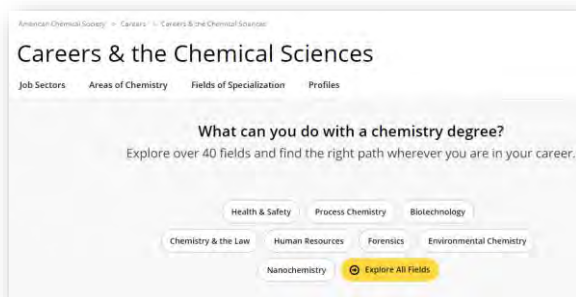 American Chemical Society > Careers > Careers & the Chemical Sciences
Careers & the Chemical Sciences
Job Sectors Areas of Chemistry Fields of Specialization Profiles
What can you do with a chemistry degree?
Explore over 40 fields and find the right path wherever you are in your career.
Health & Safety Process Chemistry Biotechnology
Chemistry & the Law Human Resources Forensics Environmental Chemistry
Nanochemistry Explore All Fields